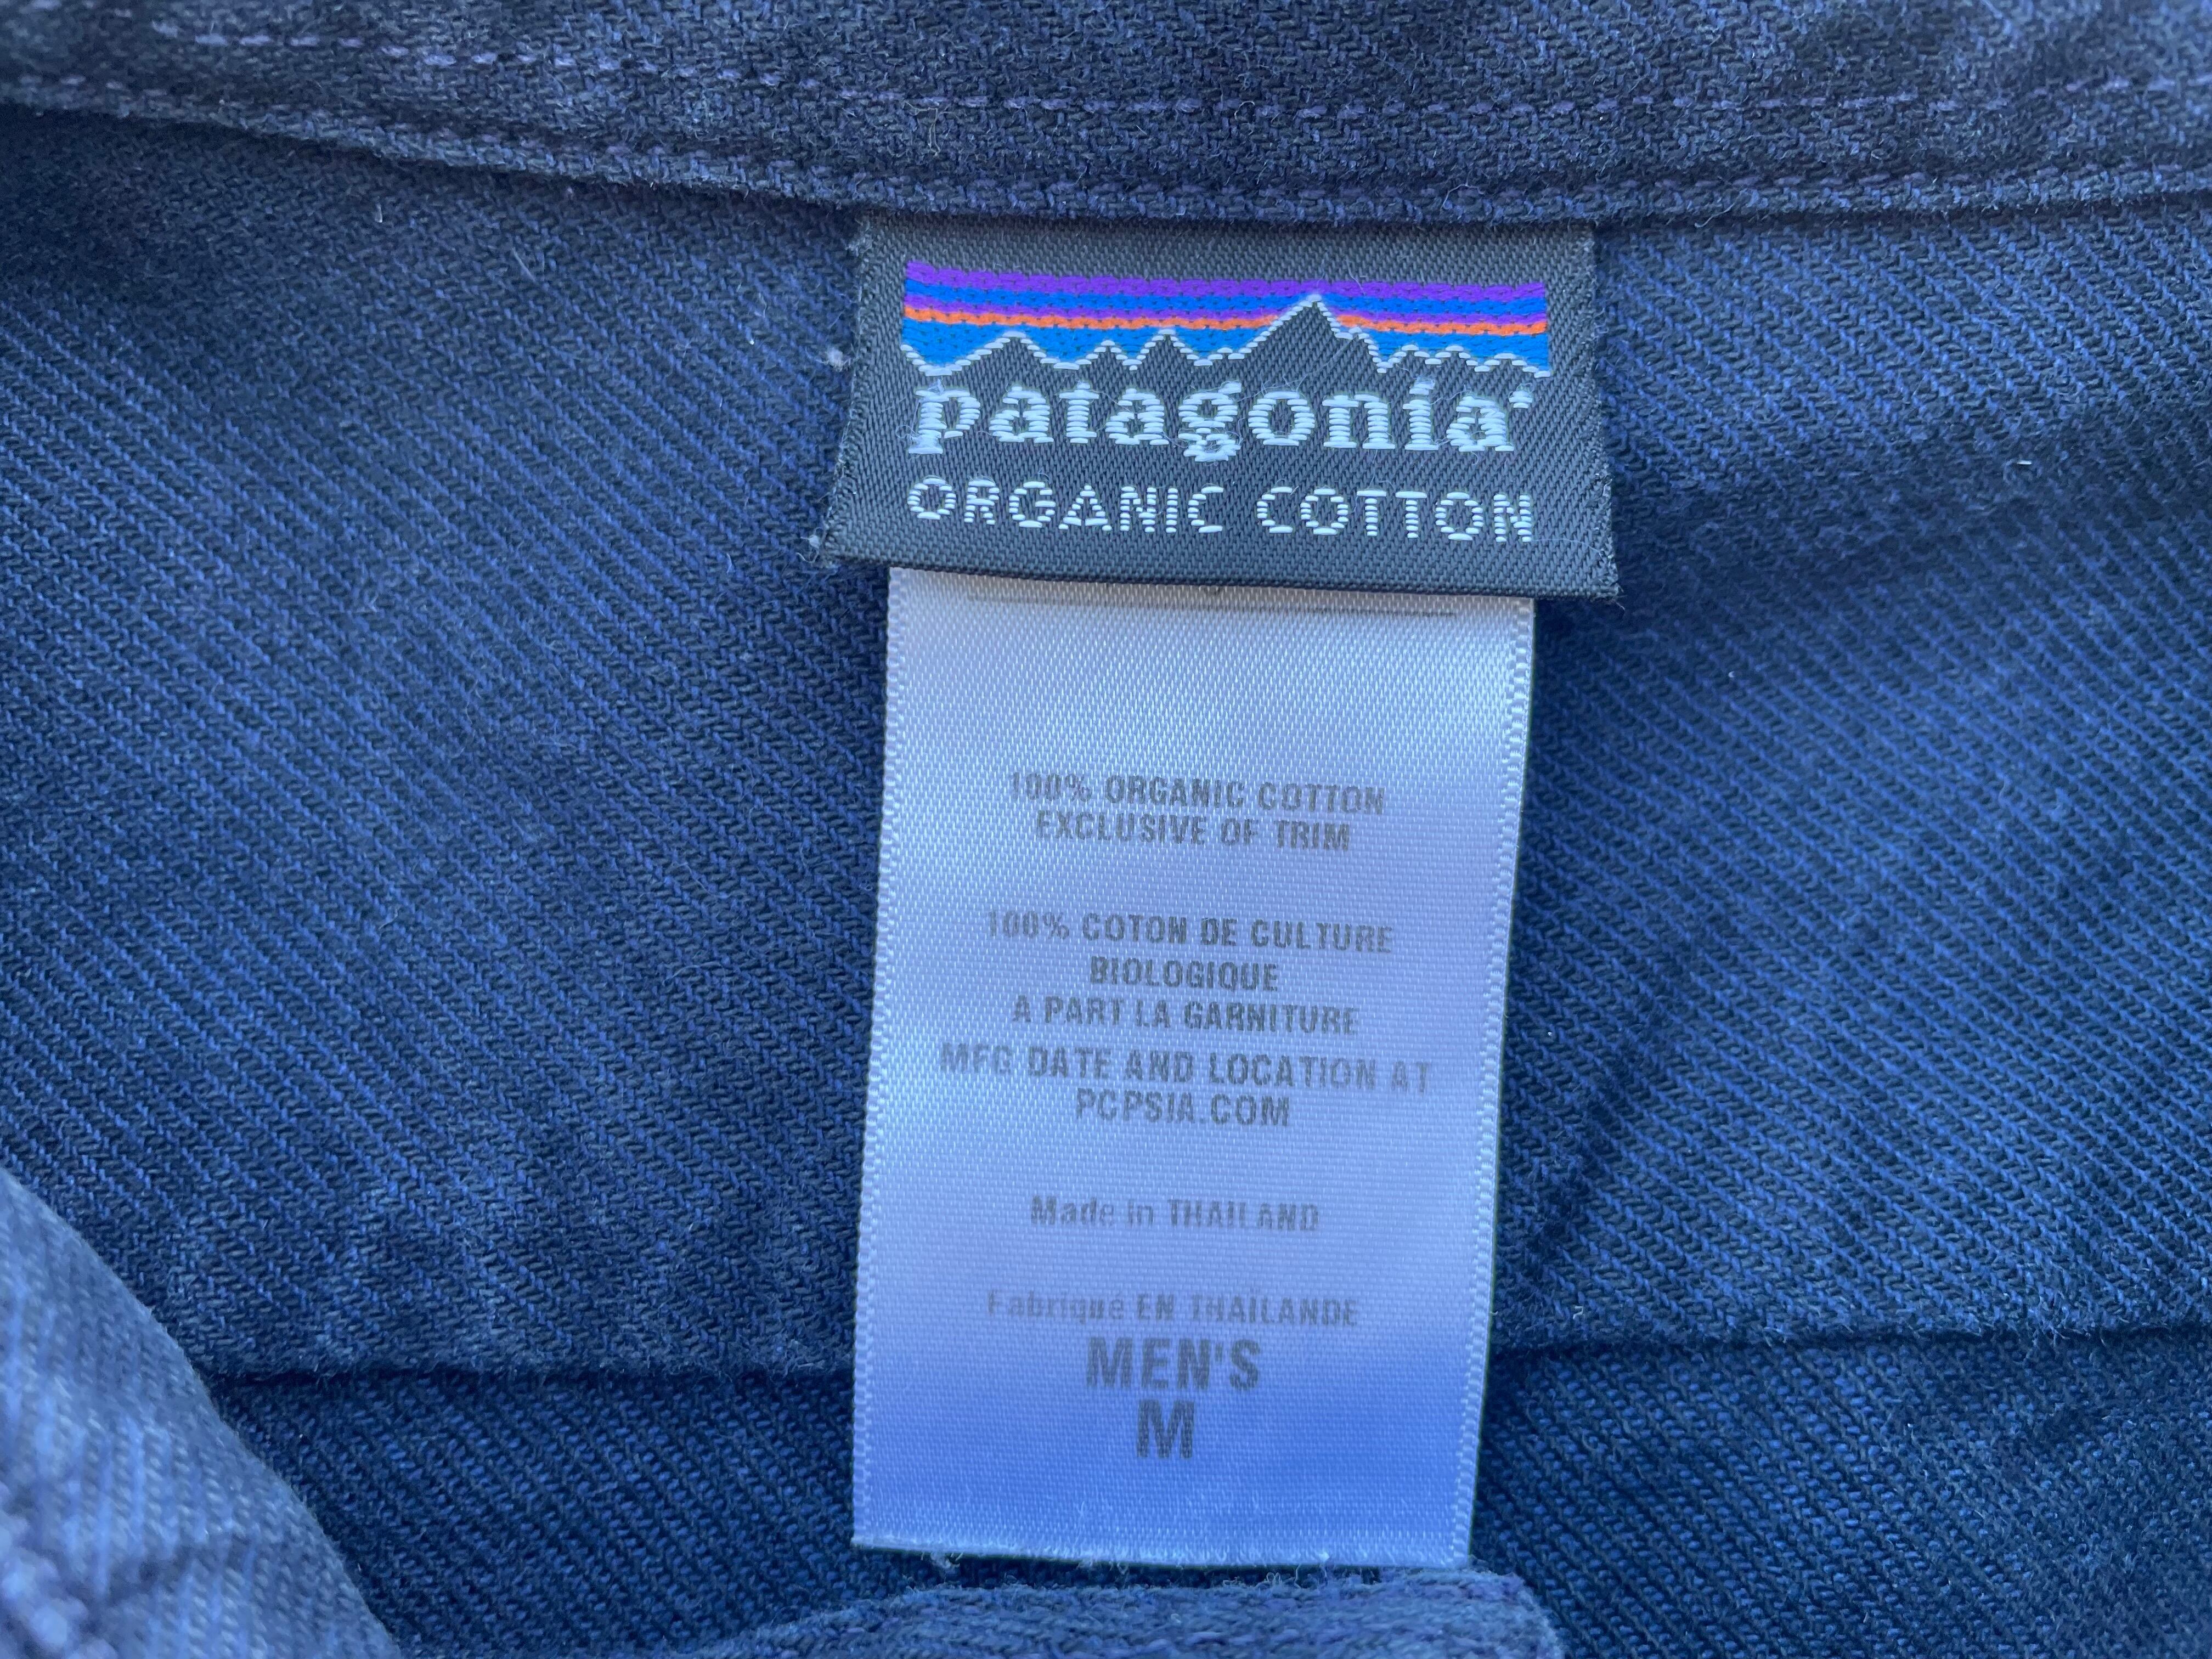 patagonia
ORGANIC COTTON
100% ORGANIC COTTON
EXCLUSIVE OF TRIM
100% COTON DE CULTURE
BIOLOGIQUE
A PART LA GARNITURE
MFG DATE AND LOCATION AT
PCPSIA.COM
Made in THAILAND
Fabriqué EN THAÏLANDE
MEN'S
M